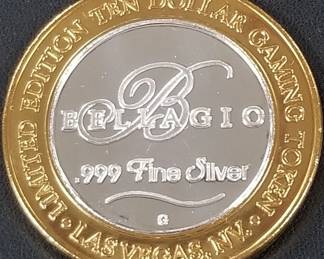 LIMITED EDITION TEN DOLLAR GAMING TOKEN
B
BELLAGIO
.999 Fine Silver
G
• LAS VEGAS, NV. •